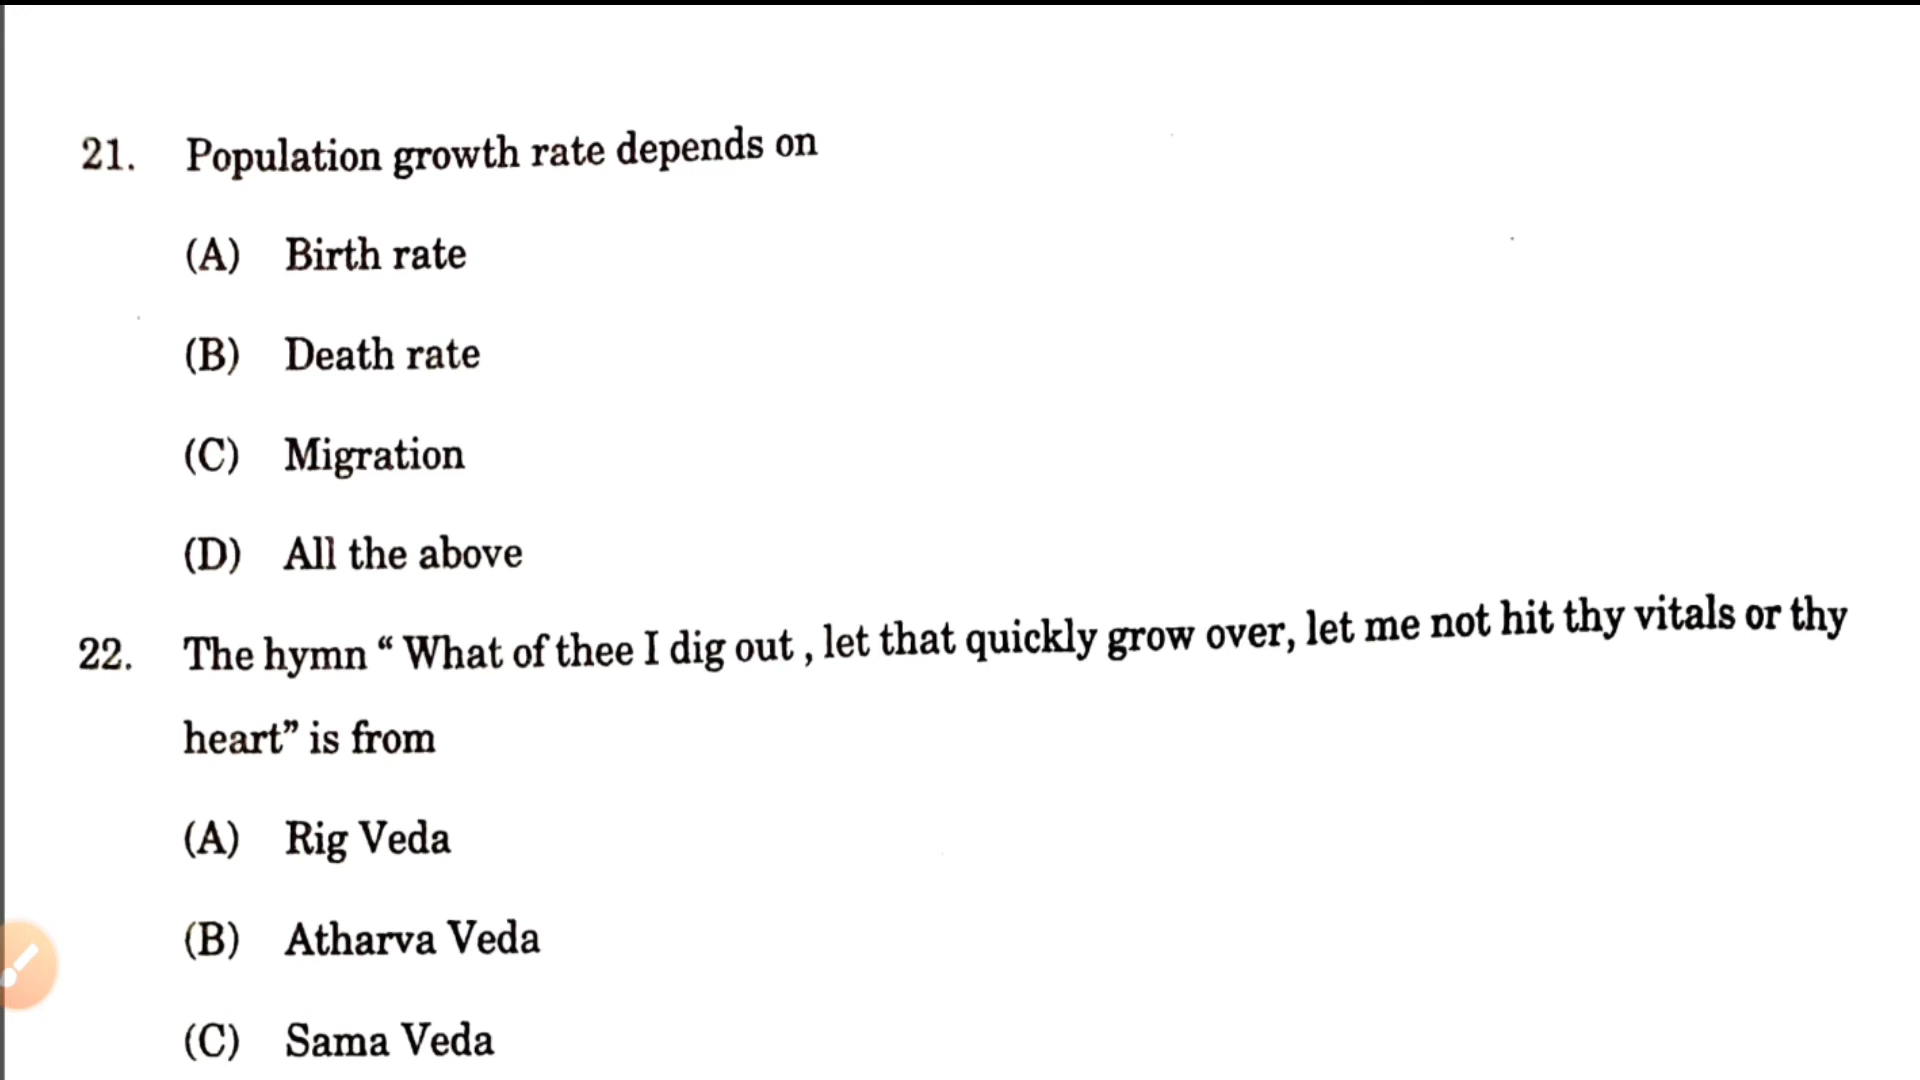 21. Population growth rate depends on
(A) Birth rate
(B) Death rate
(C) Migration
(D) All the above
22. The hymn “ What of thee I dig out , let that quickly grow over, let me not hit thy vitals or thy
heart” is from
(A) Rig Veda
(B) Atharva Veda
(C) Sama Veda